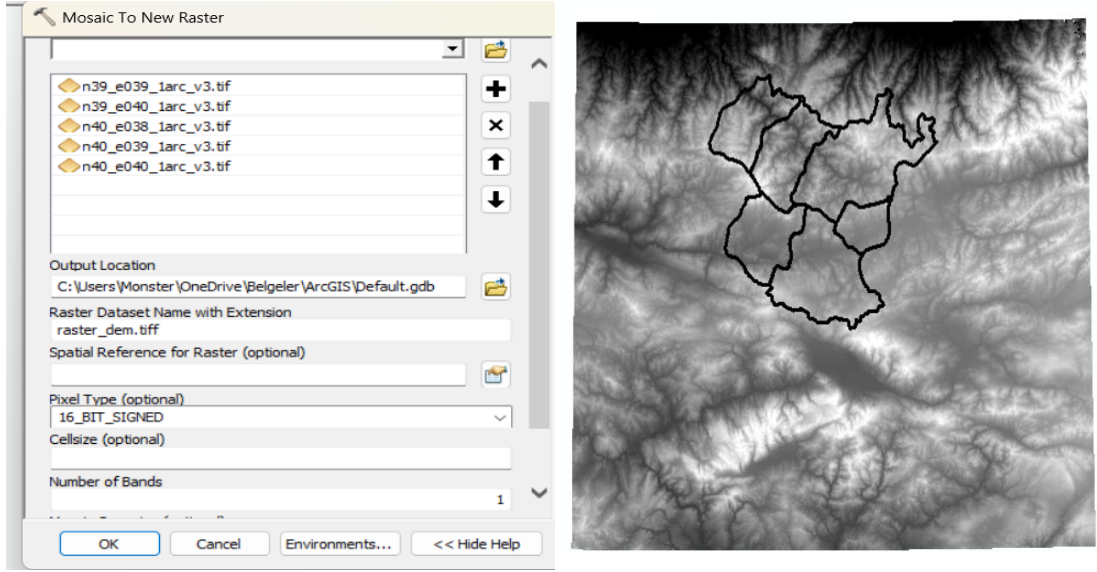 Mosaic To New Raster
n39_e039_1arc_v3.tif
n39_e040_1arc_v3.tif
n40_e038_1arc_v3.tif
n40_e039_1arc_v3.tif
n40_e040_1arc_v3.tif
Output Location
C:\Users\Monster\OneDrive\Belgeler\ArcGIS\Default.gdb
Raster Dataset Name with Extension
raster_dem.tiff
Spatial Reference for Raster (optional)
Pixel Type (optional)
16_BIT_SIGNED
Cellsize (optional)
Number of Bands
1
OK
Cancel
Environments...
<< Hide Help